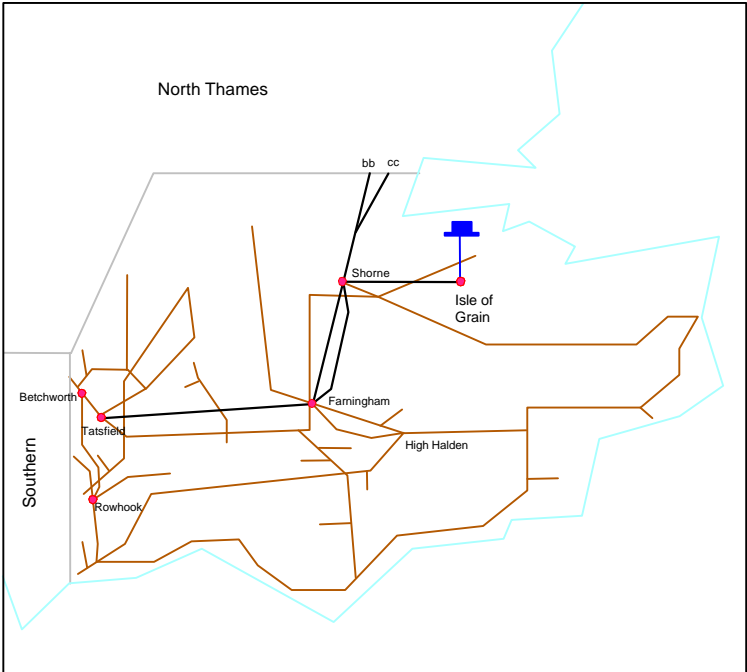 North Thames
bb
cc
Shorne
Isle of
Grain
Betchworth
Farningham
Tatsfield
High Halden
Southern
Rowhook